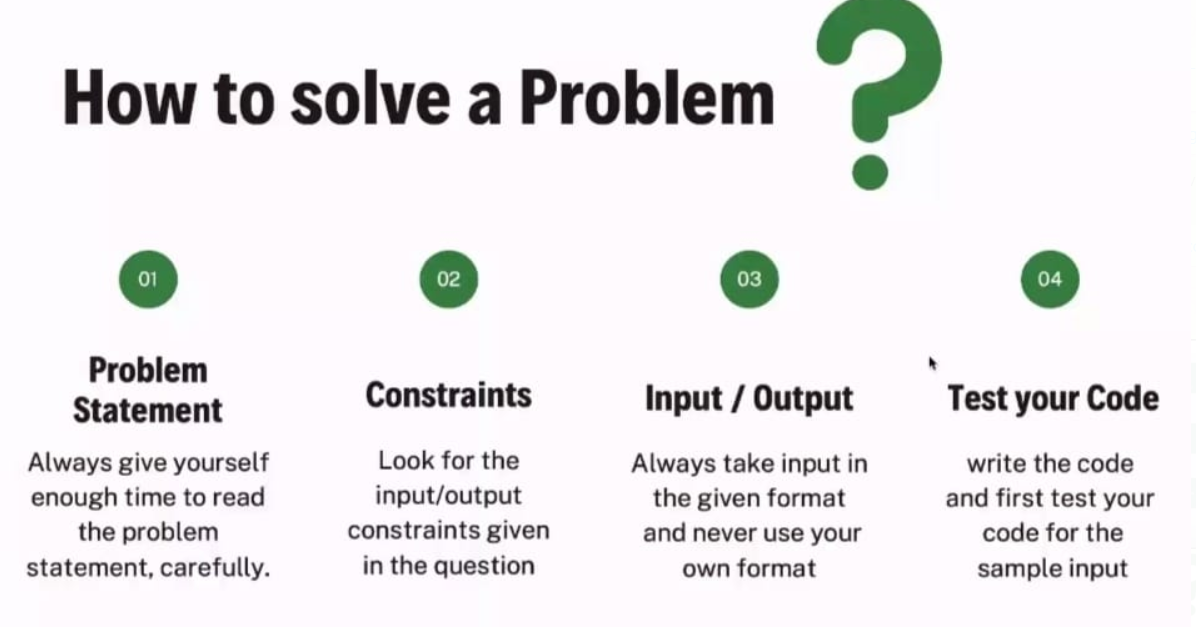 How to solve a Problem
?
01
Problem
Statement
Always give yourself
enough time to read
the problem
statement, carefully.
02
Constraints
Look for the
input/output
constraints given
in the question
03
Input / Output
Always take input in
the given format
and never use your
own format
04
Test your Code
write the code
and first test your
code for the
sample input